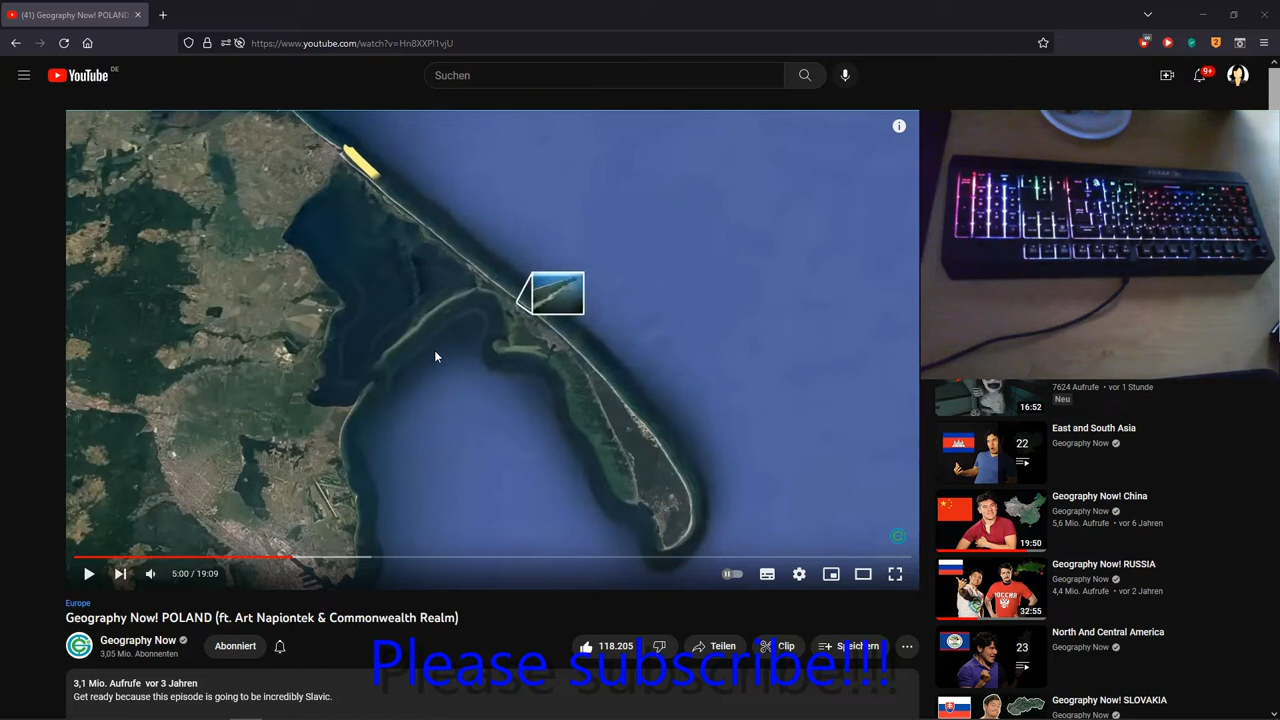 (41) Geography Now! POLAND
https://www.youtube.com/watch?v=Hn8XXPl1vjU
YouTube DE
Suchen
9+
5:00 / 19:09
Europe
Geography Now! POLAND (ft. Art Napiontek & Commonwealth Realm)
Geography Now
3,05 Mio. Abonnenten
Abonniert
118.205
Teilen
Clip
Speichern
Please subscribe!!!
3,1 Mio. Aufrufe vor 3 Jahren
Get ready because this episode is going to be incredibly Slavic.
7624 Aufrufe • vor 1 Stunde
Neu
16:52
East and South Asia
Geography Now
22
Geography Now! China
Geography Now
5,6 Mio. Aufrufe • vor 6 Jahren
19:50
Geography Now! RUSSIA
Geography Now
4,4 Mio. Aufrufe • vor 2 Jahren
32:55
North And Central America
Geography Now
23
Geography Now! SLOVAKIA
Geography Now